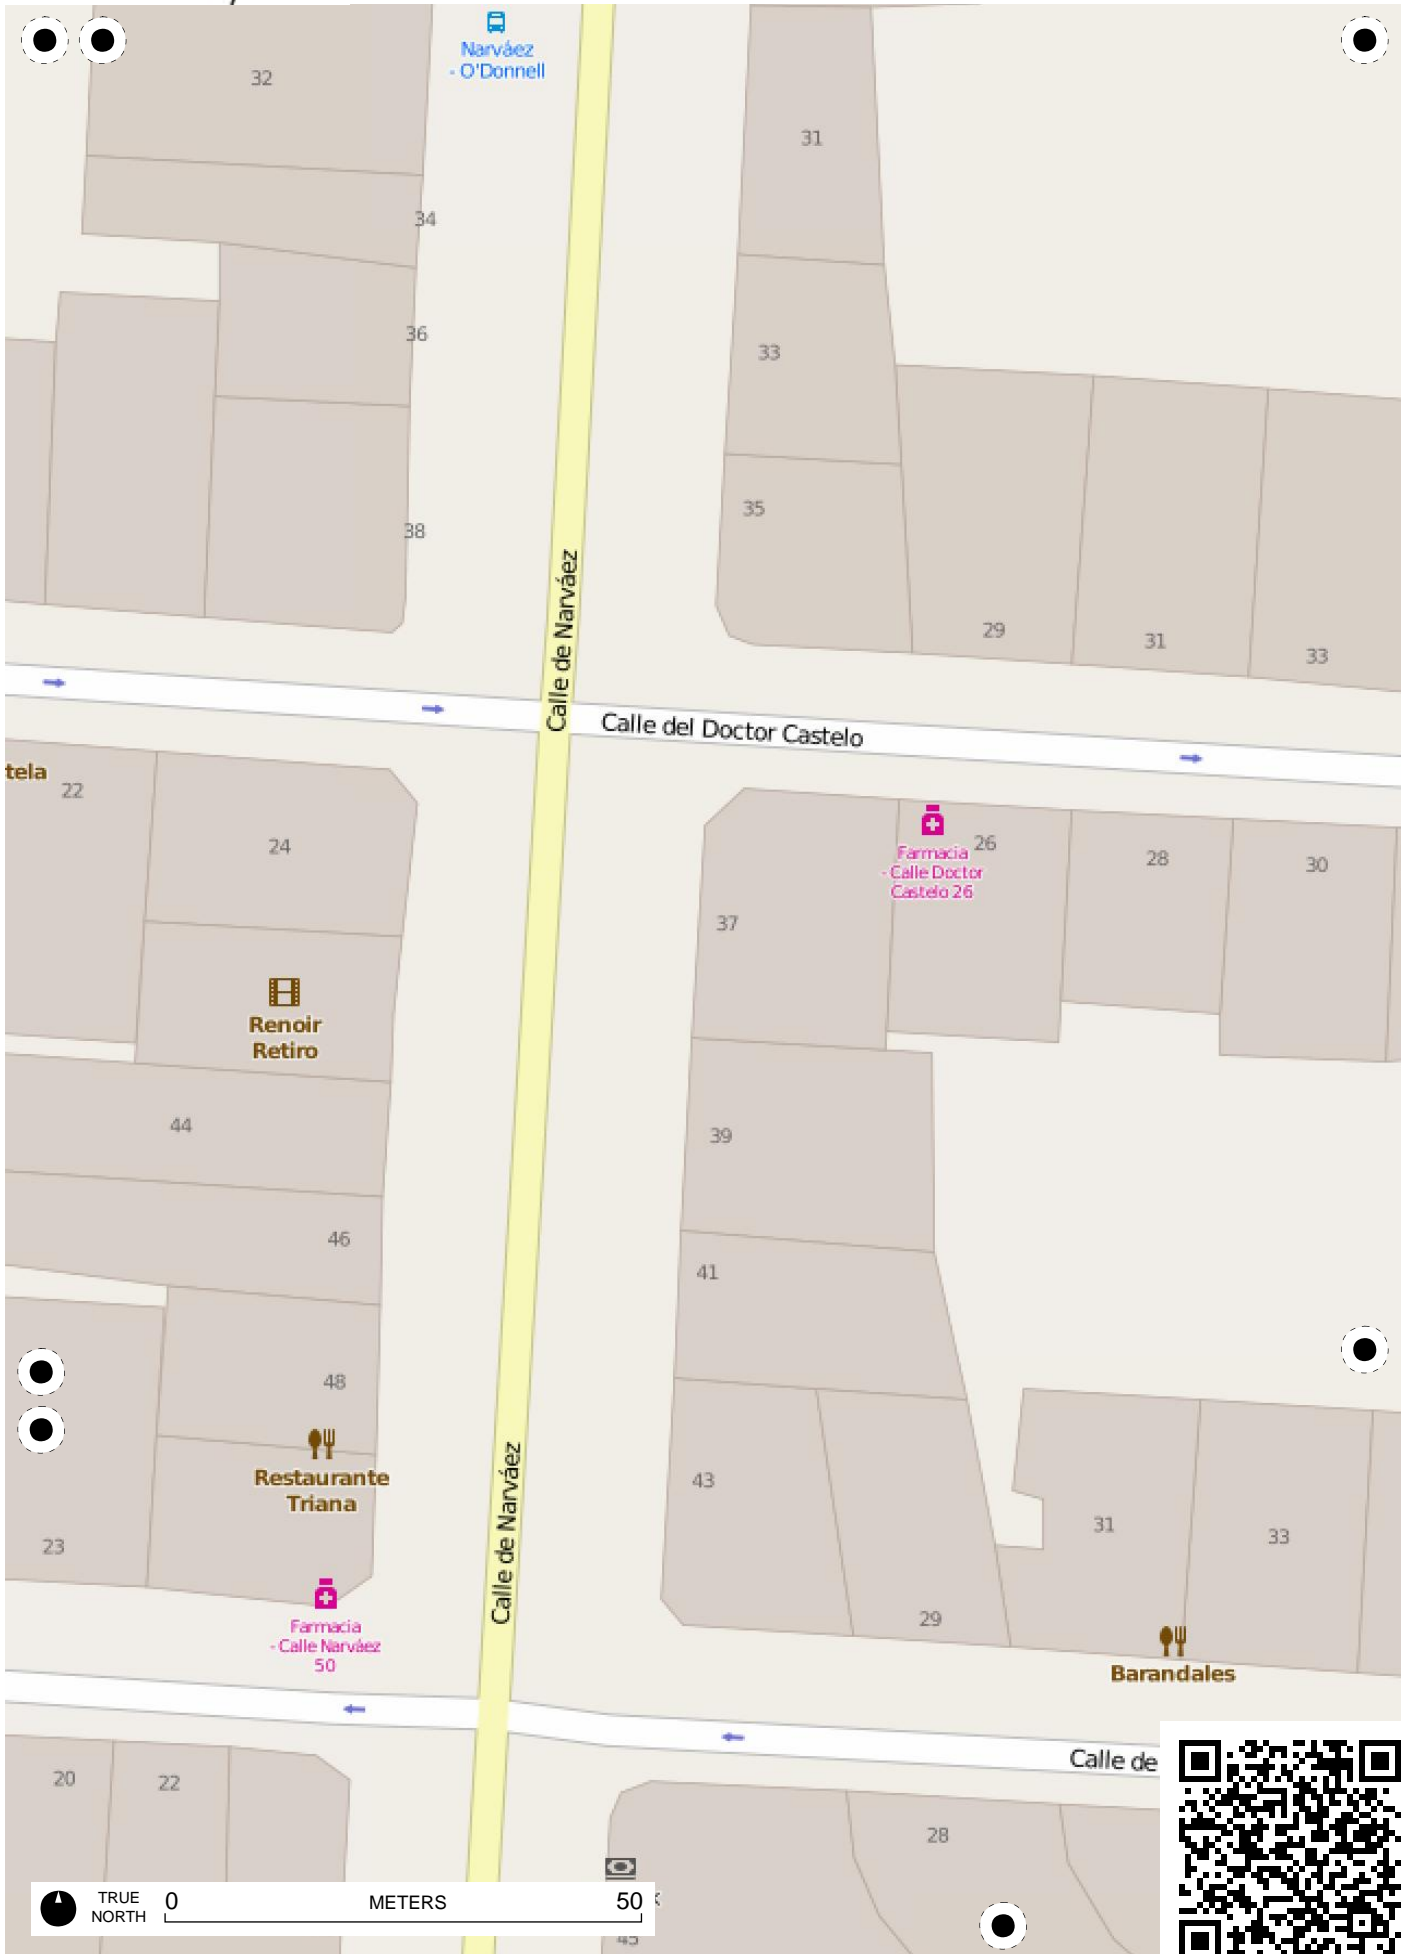 Narváez
- O'Donnell
32
31
34
36
33
38
35
Calle de Narváez
29
31
33
Calle del Doctor Castelo
tela
22
24
26
Farmacia
- Calle Doctor
Castelo 26
28
30
37
Renoir
Retiro
44
39
46
41
48
Restaurante
Triana
43
Calle de Narváez
23
31
33
29
Farmacia
- Calle Narváez
50
Barandales
Calle de
20
22
28
TRUE
NORTH
0
METERS
50
45